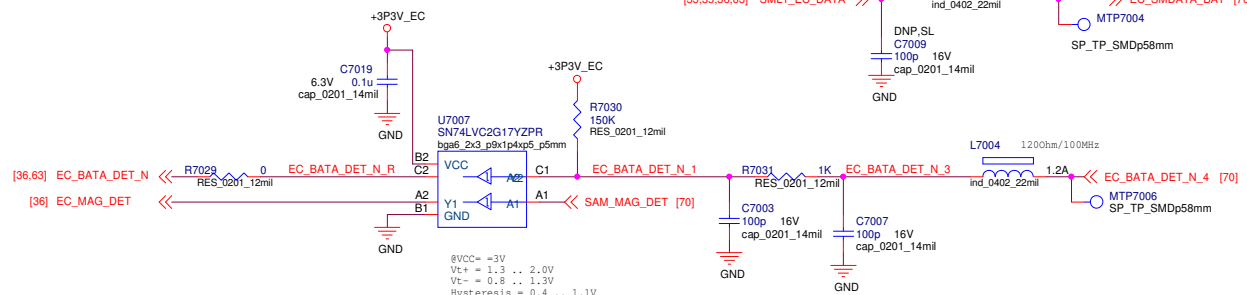 [35,39,36,63] SMET_EC_DATA
ind_0402_22mil
EC_SMDATA_BAT [70
MTP7004
SP_TP_SMDp58mm
DNP,SL
C7009
100p 16V
cap_0201_14mil
GND
+3P3V_EC
C7019
6.3V 0.1u
cap_0201_14mil
GND
+3P3V_EC
R7030
150K
RES_0201_12mil
U7007
SN74LVC2G17YZPR
bga6_2x3_p9x1p4xp5_p5mm
B2 VCC
C2 A2 C1
A2 Y1 A1 A1
B1 GND
[36,63] EC_BATA_DET_N
R7029 0
RES_0201_12mil
EC_BATA_DET_N_R
[36] EC_MAG_DET
GND
SAM_MAG_DET [70]
EC_BATA_DET_N_1
R7031 1K
RES_0201_12mil
EC_BATA_DET_N_3
C7003
100p 16V
cap_0201_14mil
GND
C7007
100p 16V
cap_0201_14mil
GND
L7004 120Ohm/100MHz
ind_0402_22mil
1.2A
EC_BATA_DET_N_4 [70]
MTP7006
SP_TP_SMDp58mm
@VCC= =3V
Vt+ = 1.3 .. 2.0V
Vt- = 0.8 .. 1.3V
Hysteresis = 0.4 .. 1.1V